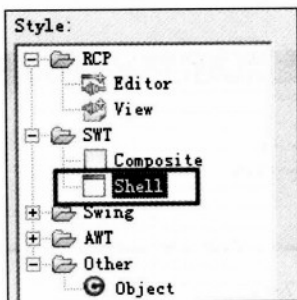 Style:
RCP
Editor
View
SWT
Composite
Shell
Swing
AWT
Other
Object